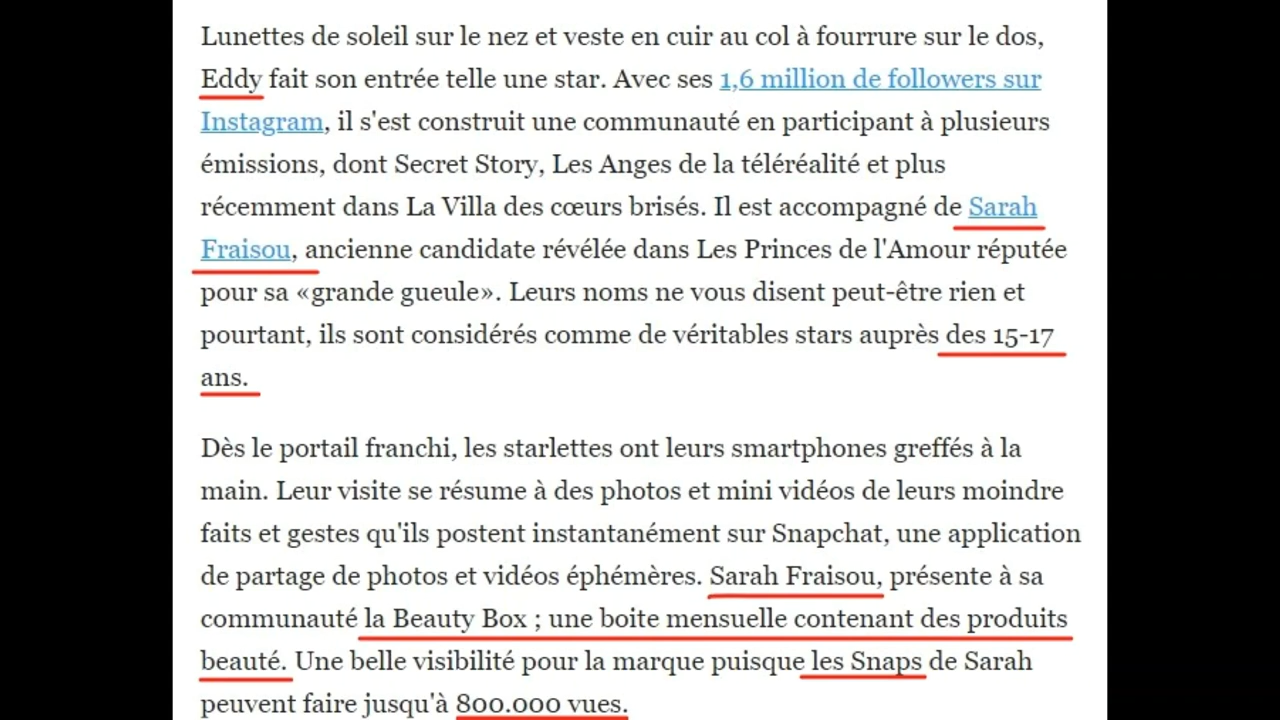 Lunettes de soleil sur le nez et veste en cuir au col à fourrure sur le dos,
Eddy fait son entrée telle une star. Avec ses 1,6 million de followers sur
Instagram, il s'est construit une communauté en participant à plusieurs
émissions, dont Secret Story, Les Anges de la téléréalité et plus
récemment dans La Villa des cœurs brisés. Il est accompagné de Sarah
Fraisou, ancienne candidate révélée dans Les Princes de l'Amour réputée
pour sa «grande gueule». Leurs noms ne vous disent peut-être rien et
pourtant, ils sont considérés comme de véritables stars auprès des 15-17
ans.
Dès le portail franchi, les starlettes ont leurs smartphones greffés à la
main. Leur visite se résume à des photos et mini vidéos de leurs moindre
faits et gestes qu'ils postent instantanément sur Snapchat, une application
de partage de photos et vidéos éphémères. Sarah Fraisou, présente à sa
communauté la Beauty Box ; une boite mensuelle contenant des produits
beauté. Une belle visibilité pour la marque puisque les Snaps de Sarah
peuvent faire jusqu'à 800.000 vues.